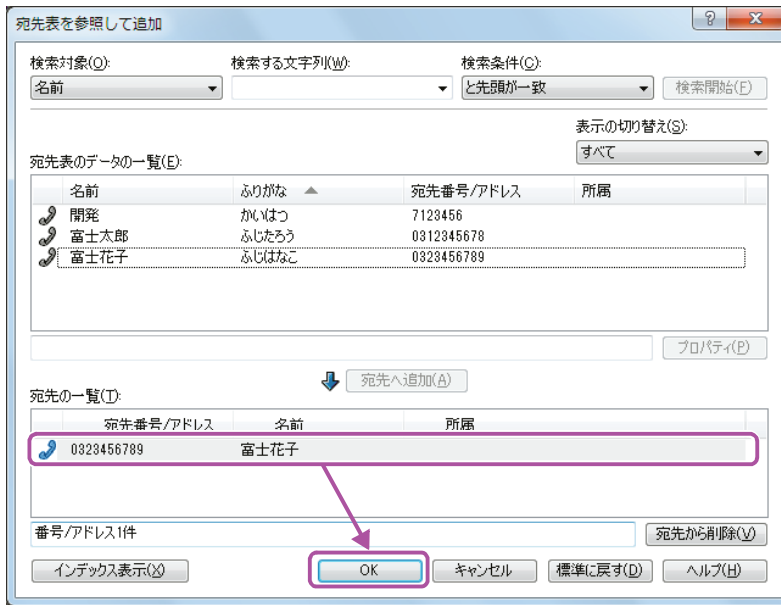 宛先表を参照して追加
検索対象(O): 検索する文字列(W): 検索条件(C):
名前 と先頭が一致 検索開始(F)
表示の切り替え(S):
すべて
宛先表のデータの一覧(E):
名前 ふりがな 宛先番号/アドレス 所属
開発 かいはつ 7123456
富士太郎 ふじたろう 0312345678
富士花子 ふじはなこ 0323456789
プロパティ(P)
宛先へ追加(A)
宛先の一覧(T):
宛先番号/アドレス 名前 所属
0323456789 富士花子
番号/アドレス1件 宛先から削除(V)
インデックス表示(X) OK キャンセル 標準に戻す(D) ヘルプ(H)